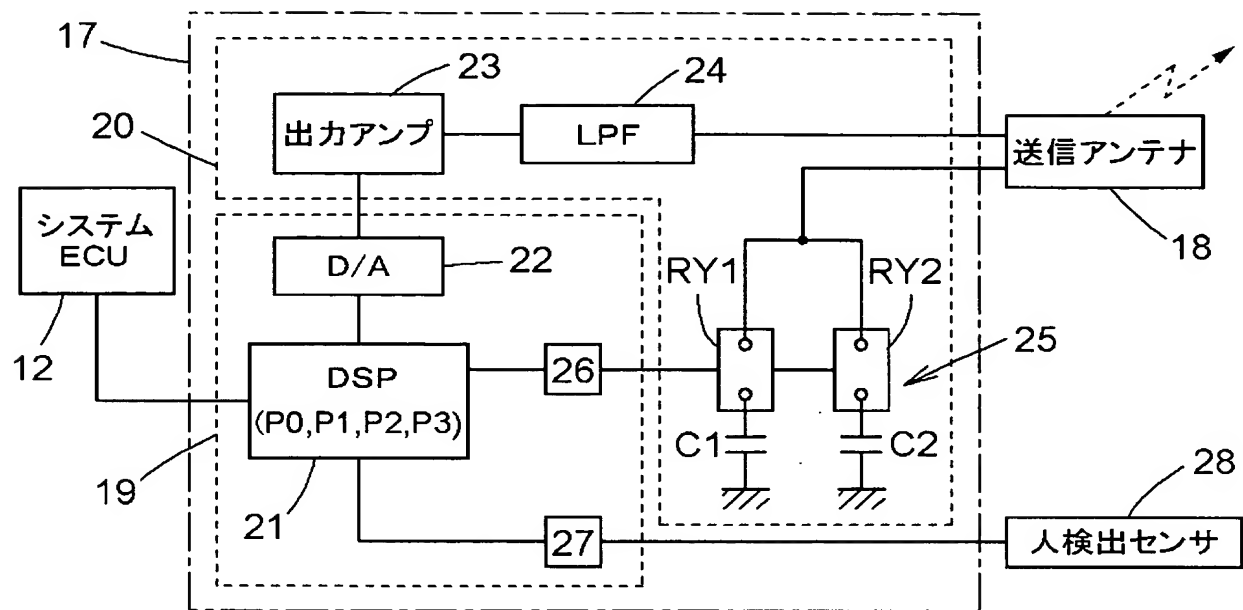 17
23
24
20
出力アンプ
LPF
送信アンテナ
18
システム
ECU
12
D/A
22
RY1
RY2
25
DSP
(P0,P1,P2,P3)
26
C1
C2
19
21
27
28
人検出センサ